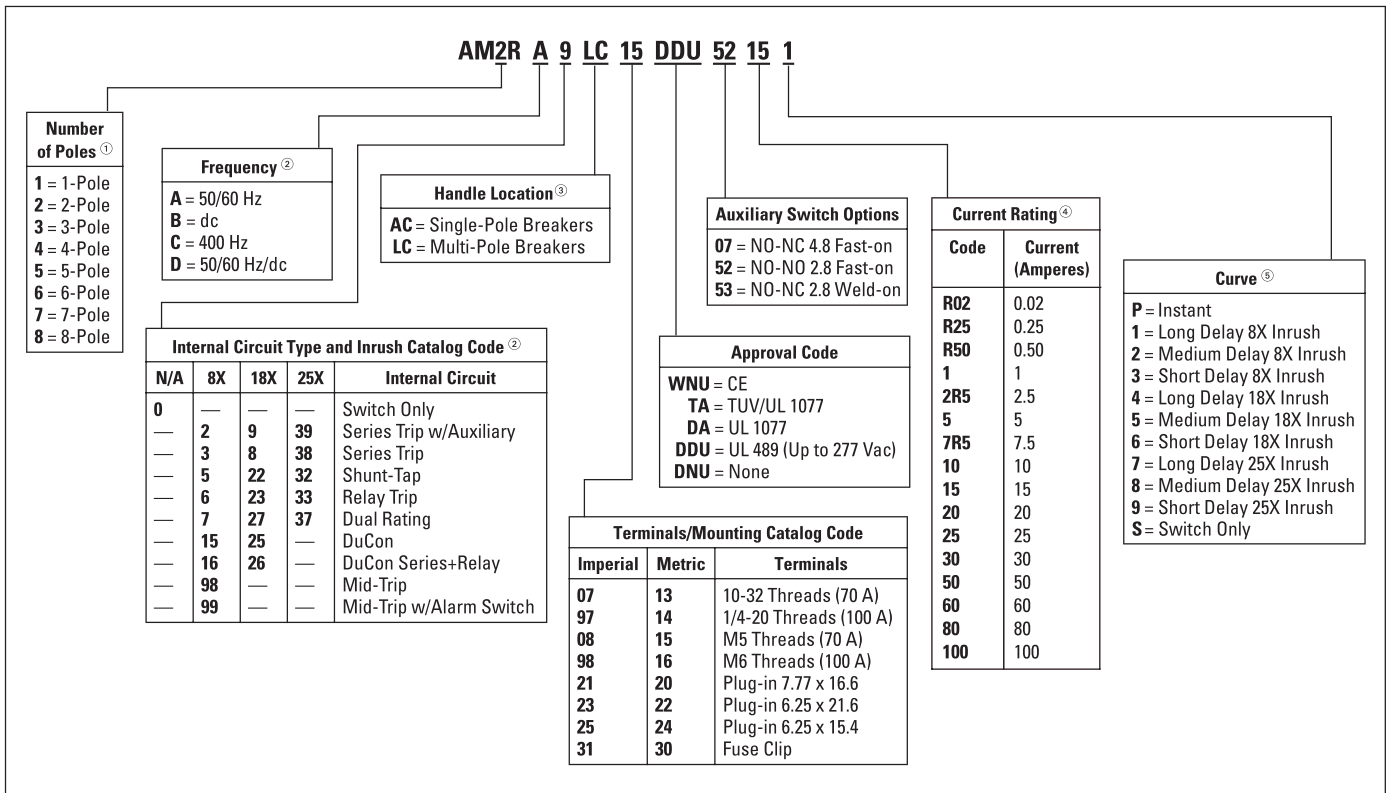 AM2R A 9 LC 15 DDU 52 15 1
Number
of Poles ①
1 = 1-Pole
2 = 2-Pole
3 = 3-Pole
4 = 4-Pole
5 = 5-Pole
6 = 6-Pole
7 = 7-Pole
8 = 8-Pole
Frequency ②
A = 50/60 Hz
B = dc
C = 400 Hz
D = 50/60 Hz/dc
Internal Circuit Type and Inrush Catalog Code ②
N/A 8X 18X 25X Internal Circuit
0 — — — Switch Only
— 2 9 39 Series Trip w/Auxiliary
— 3 8 38 Series Trip
— 5 22 32 Shunt-Tap
— 6 23 33 Relay Trip
— 7 27 37 Dual Rating
— 15 25 — DuCon
— 16 26 — DuCon Series+Relay
— 98 — — Mid-Trip
— 99 — — Mid-Trip w/Alarm Switch
Handle Location ③
AC = Single-Pole Breakers
LC = Multi-Pole Breakers
Terminals/Mounting Catalog Code
Imperial Metric Terminals
07 13 10-32 Threads (70 A)
97 14 1/4-20 Threads (100 A)
08 15 M5 Threads (70 A)
98 16 M6 Threads (100 A)
21 20 Plug-in 7.77 x 16.6
23 22 Plug-in 6.25 x 21.6
25 24 Plug-in 6.25 x 15.4
31 30 Fuse Clip
Approval Code
WNU = CE
TA = TUV/UL 1077
DA = UL 1077
DDU = UL 489 (Up to 277 Vac)
DNU = None
Auxiliary Switch Options
07 = NO-NC 4.8 Fast-on
52 = NO-NO 2.8 Fast-on
53 = NO-NC 2.8 Weld-on
Current Rating ④
Code Current
(Amperes)
R02 0.02
R25 0.25
R50 0.50
1 1
2R5 2.5
5 5
7R5 7.5
10 10
15 15
20 20
25 25
30 30
50 50
60 60
80 80
100 100
Curve ⑤
P = Instant
1 = Long Delay 8X Inrush
2 = Medium Delay 8X Inrush
3 = Short Delay 8X Inrush
4 = Long Delay 18X Inrush
5 = Medium Delay 18X Inrush
6 = Short Delay 18X Inrush
7 = Long Delay 25X Inrush
8 = Medium Delay 25X Inrush
9 = Short Delay 25X Inrush
S = Switch Only